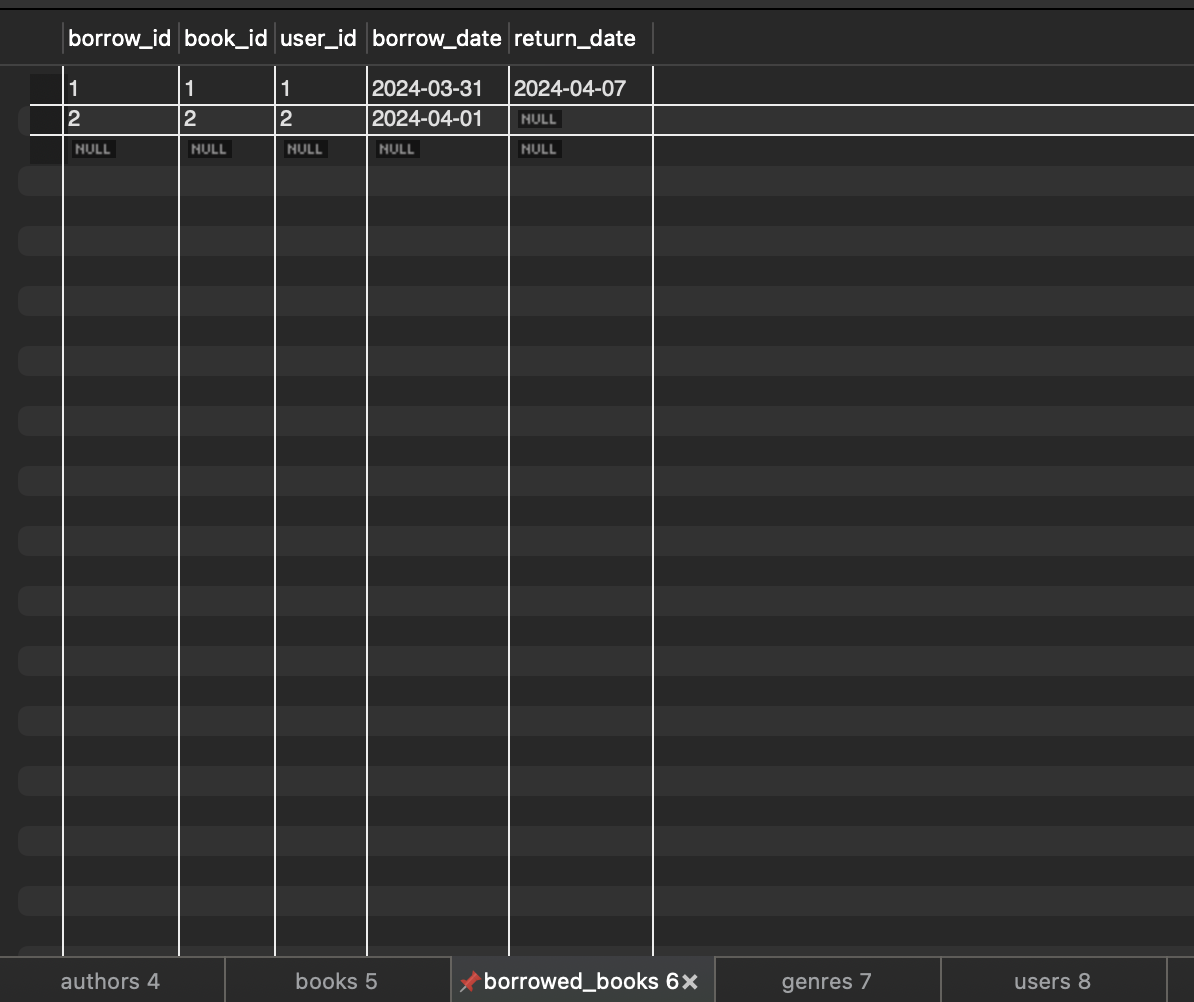 borrow_id book_id user_id borrow_date return_date
1 1 1 2024-03-31 2024-04-07
2 2 2 2024-04-01 NULL
NULL NULL NULL NULL NULL
authors 4 books 5 📌borrowed_books 6✕ genres 7 users 8